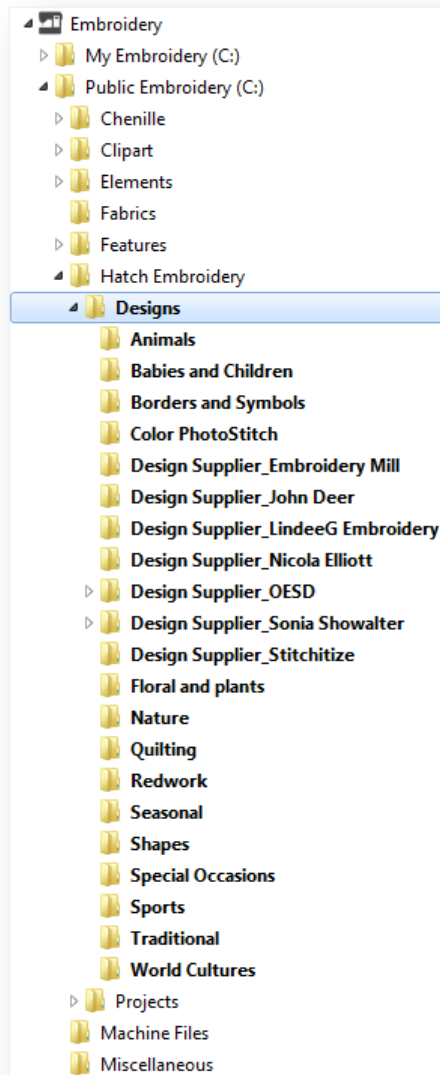 Embroidery
My Embroidery (C:)
Public Embroidery (C:)
Chenille
Clipart
Elements
Fabrics
Features
Hatch Embroidery
Designs
Animals
Babies and Children
Borders and Symbols
Color PhotoStitch
Design Supplier_Embroidery Mill
Design Supplier_John Deer
Design Supplier_LindeeG Embroidery
Design Supplier_Nicola Elliott
Design Supplier_OESD
Design Supplier_Sonia Showalter
Design Supplier_Stitchitize
Floral and plants
Nature
Quilting
Redwork
Seasonal
Shapes
Special Occasions
Sports
Traditional
World Cultures
Projects
Machine Files
Miscellaneous